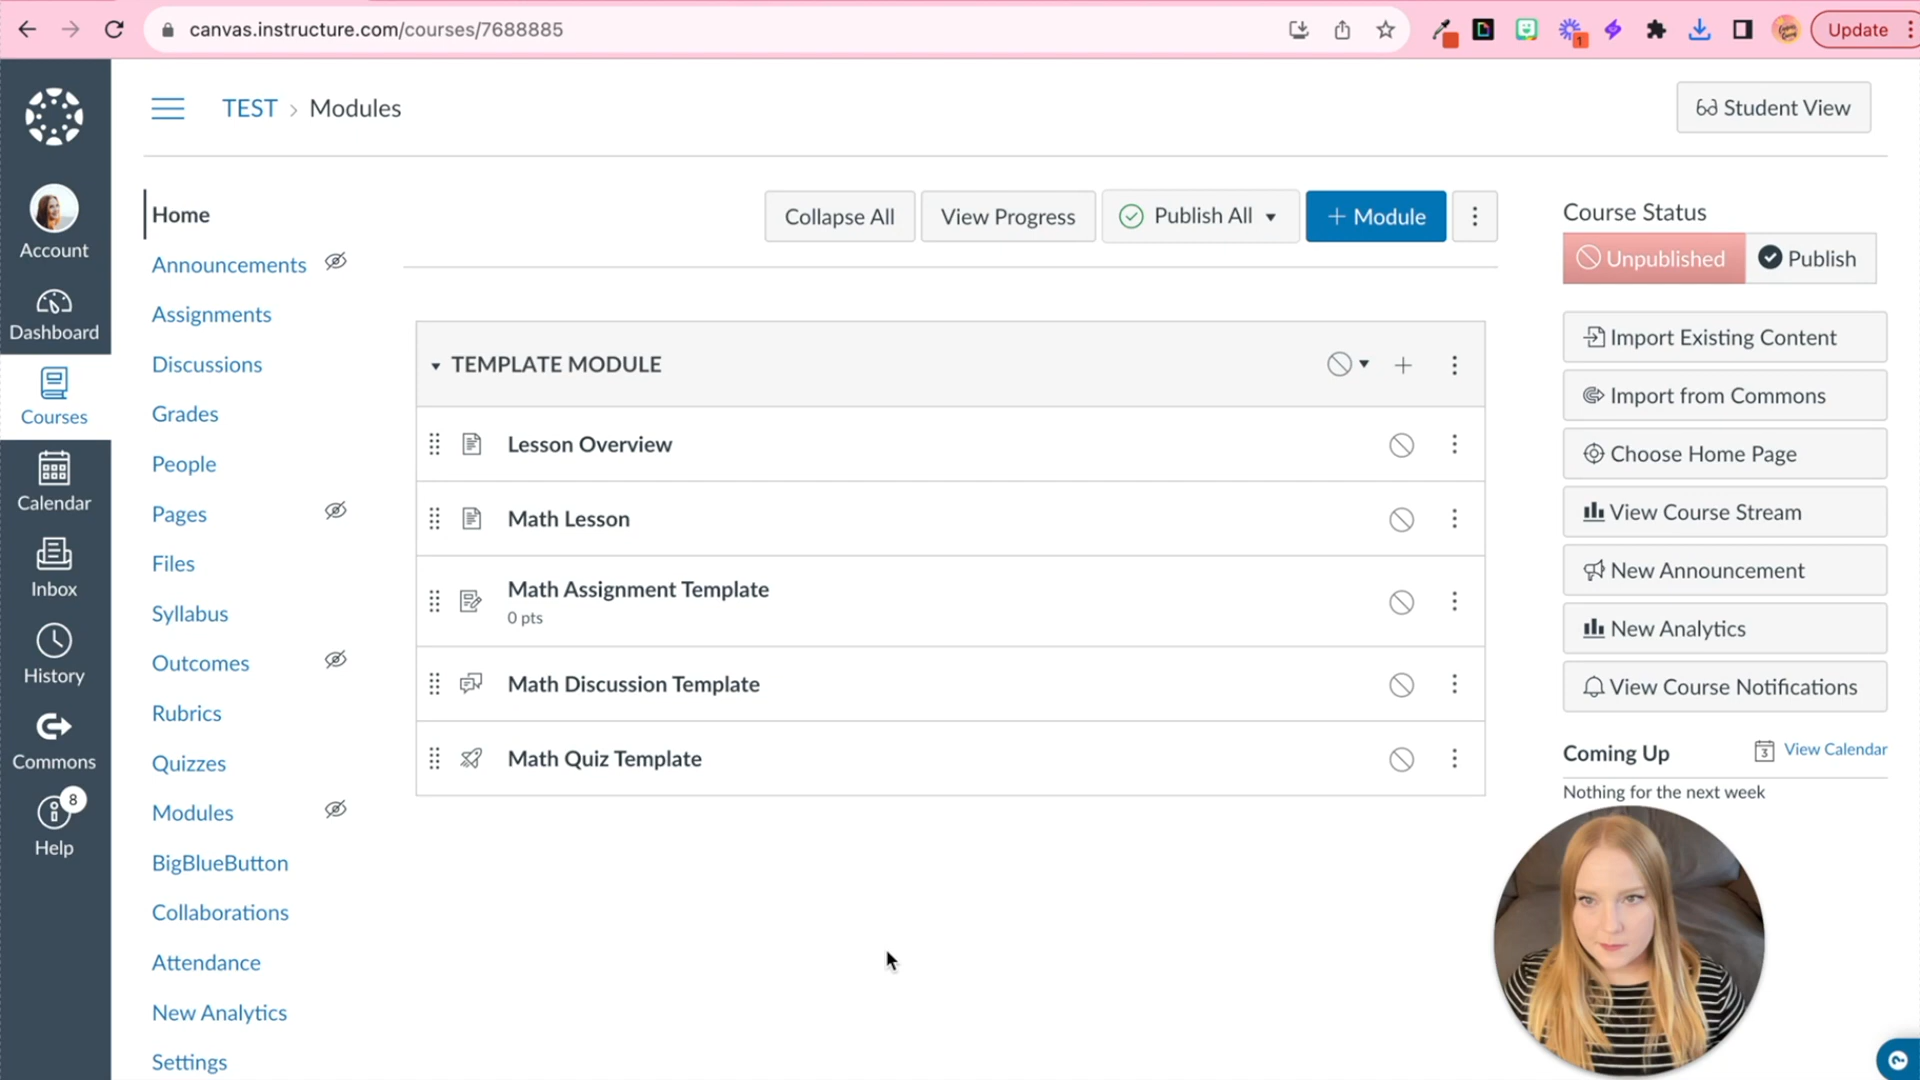 canvas.instructure.com/courses/7688885
1
Update
TEST > Modules
Student View
Account
Dashboard
Courses
Calendar
Inbox
History
Commons
8
Help
Home
Announcements
Assignments
Discussions
Grades
People
Pages
Files
Syllabus
Outcomes
Rubrics
Quizzes
Modules
BigBlueButton
Collaborations
Attendance
New Analytics
Settings
Collapse All
View Progress
Publish All
+ Module
TEMPLATE MODULE
Lesson Overview
Math Lesson
Math Assignment Template
0 pts
Math Discussion Template
Math Quiz Template
Course Status
Unpublished
Publish
Import Existing Content
Import from Commons
Choose Home Page
View Course Stream
New Announcement
New Analytics
View Course Notifications
Coming Up
3
View Calendar
Nothing for the next week